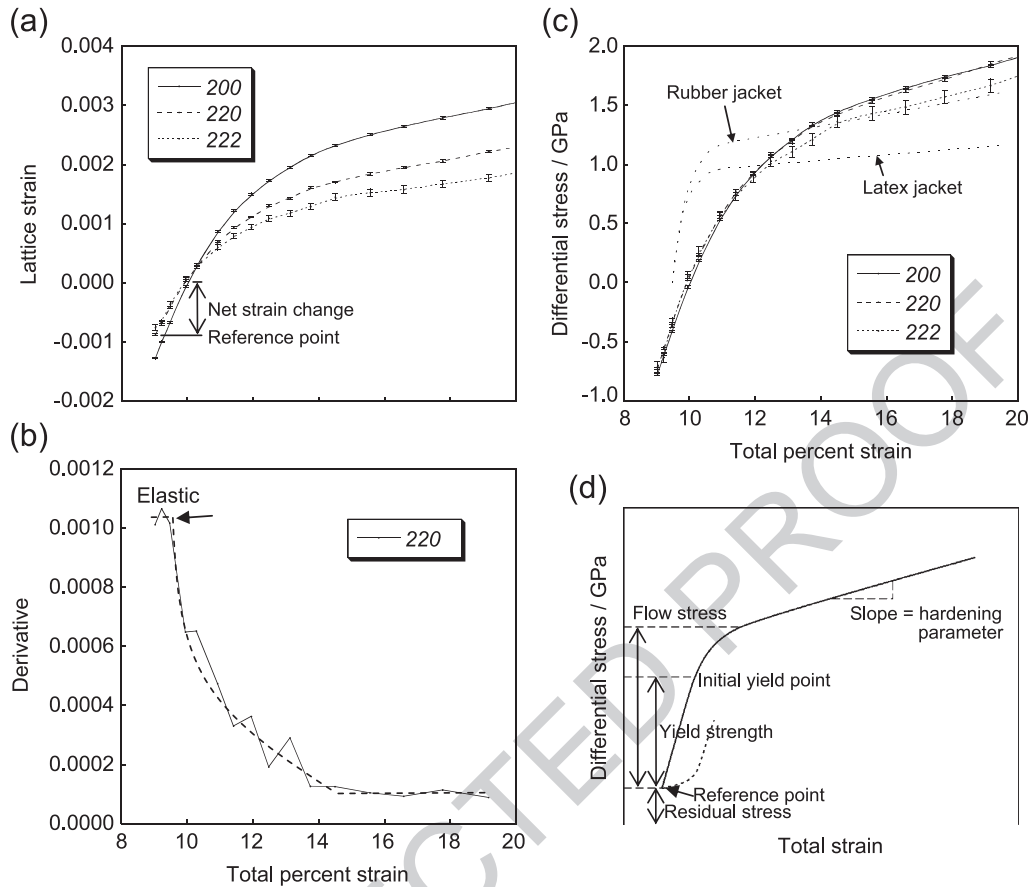 (a)
0.004
0.003
0.002
0.001
0.000
-0.001
-0.002
Lattice strain
200
220
222
Net strain change
Reference point
(b)
0.0012
0.0010
0.0008
0.0006
0.0004
0.0002
0.0000
Derivative
Elastic
220
8 10 12 14 16 18 20
Total percent strain
(c)
2.0
1.5
1.0
0.5
0.0
-0.5
-1.0
Differential stress / GPa
Rubber jacket
Latex jacket
200
220
222
8 10 12 14 16 18 20
Total percent strain
(d)
Differential stress / GPa
Flow stress
Slope = hardening
parameter
Initial yield point
Yield strength
Reference point
Residual stress
Total strain
ECTED PROOF